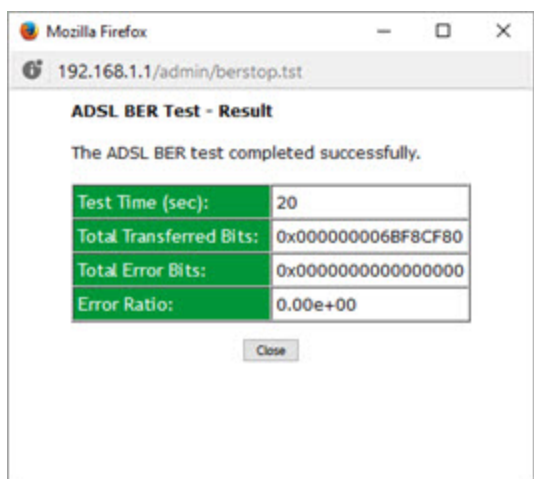 Mozilla Firefox
192.168.1.1/admin/berstop.tst
ADSL BER Test - Result
The ADSL BER test completed successfully.
Test Time (sec): 20
Total Transferred Bits: 0x000000006BF8CF80
Total Error Bits: 0x0000000000000000
Error Ratio: 0.00e+00
Close